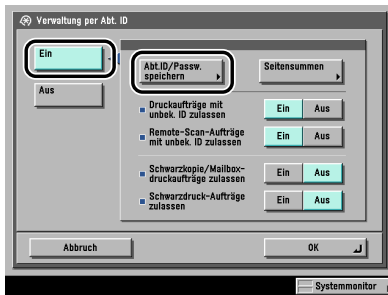 Verwaltung per Abt. ID
Ein
Aus
Abt.ID/Passw.
speichern
Seitensummen
Druckaufträge mit
unbek. ID zulassen
Ein Aus
Remote-Scan-Aufträge
mit unbek. ID zulassen
Ein Aus
Schwarzkopie/Mailbox-
druckaufträge zulassen
Ein Aus
Schwarzdruck-Aufträge
zulassen
Ein Aus
Abbruch
OK
Systemmonitor